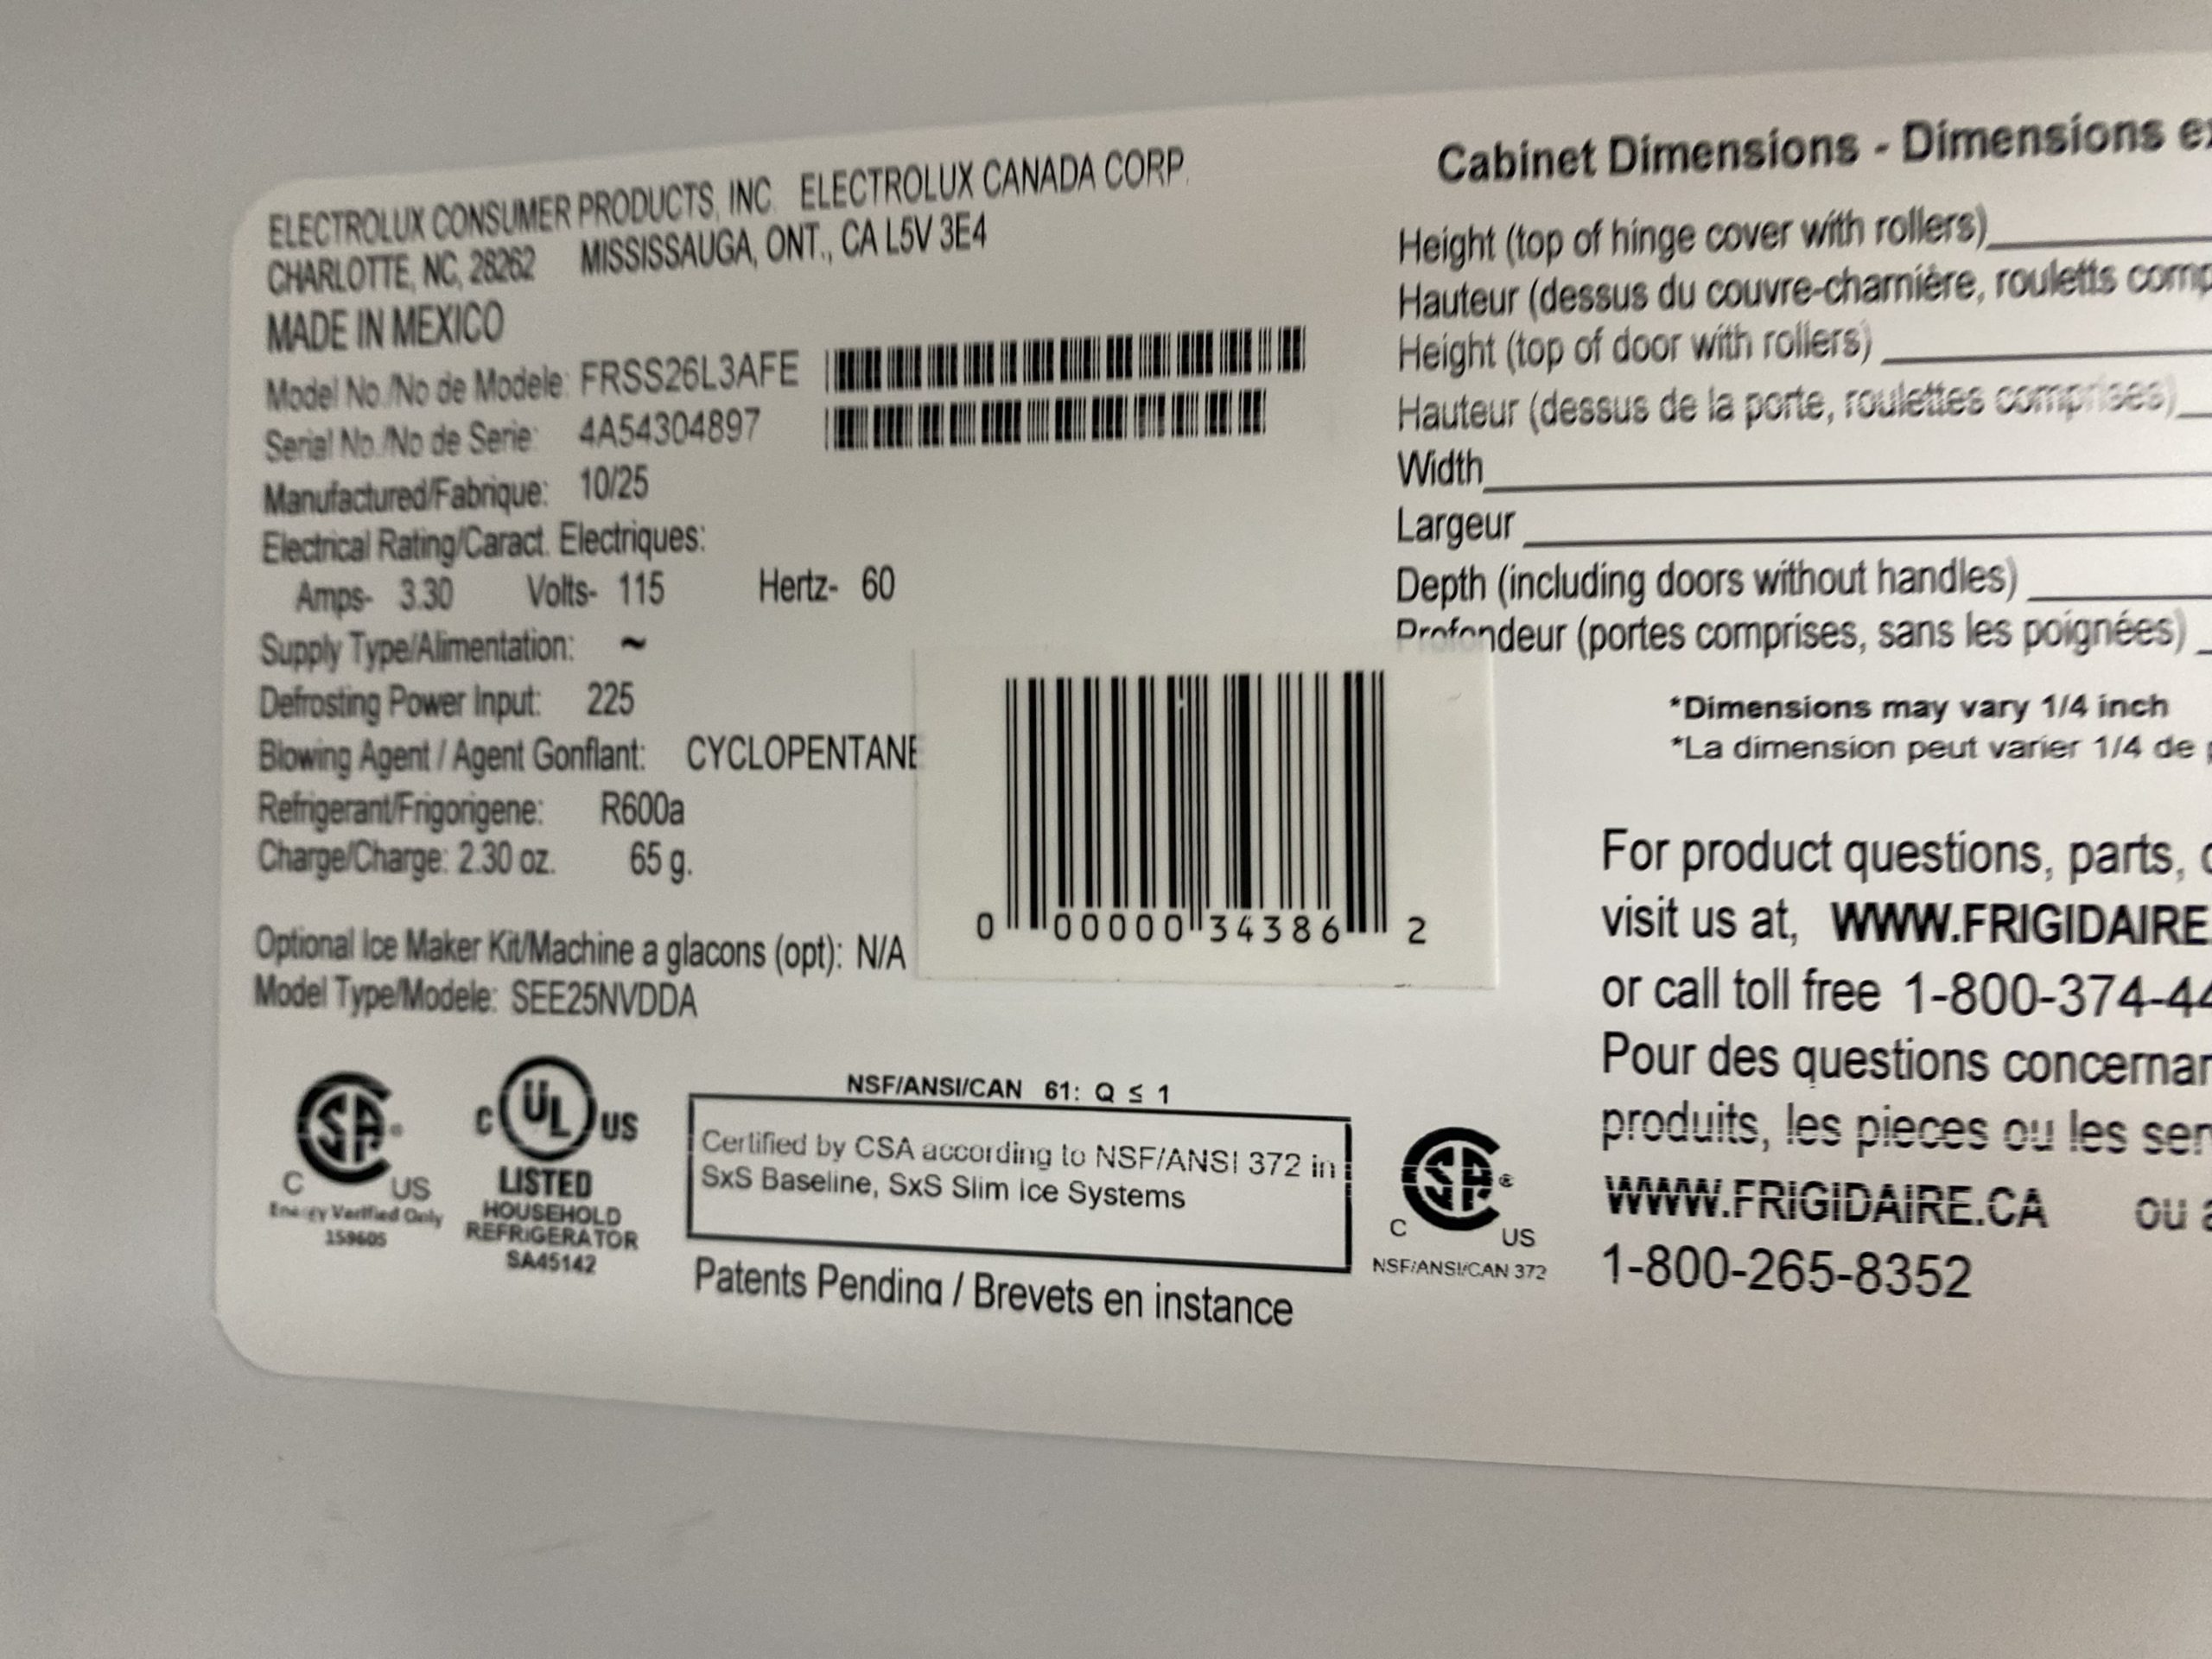 ELECTROLUX CONSUMER PRODUCTS, INC. ELECTROLUX CANADA CORP.
CHARLOTTE, NC, 28262 MISSISSAUGA, ONT., CA L5V 3E4
MADE IN MEXICO
Model No./No de Modele: FRSS26L3AFE
Serial No./No de Serie: 4A54304897
Manufactured/Fabrique: 10/25
Electrical Rating/Caract. Electriques:
Amps- 3.30 Volts- 115 Hertz- 60
Supply Type/Alimentation: ~
Defrosting Power Input: 225
Blowing Agent / Agent Gonflant: CYCLOPENTANE
Refrigerant/Frigorigene: R600a
Charge/Charge: 2.30 oz. 65 g.
Optional Ice Maker Kit/Machine a glacons (opt): N/A
Model Type/Modele: SEE25NVDDA
0 00000 34386 2
CSA®
C US
Energy Verified Only
159605
C UL US
LISTED
HOUSEHOLD
REFRIGERATOR
SA45142
NSF/ANSI/CAN 61: Q ≤ 1
Certified by CSA according to NSF/ANSI 372 in
SxS Baseline, SxS Slim Ice Systems
Patents Pending / Brevets en instance
CSA®
C US
NSF/ANSI/CAN 372
Cabinet Dimensions - Dimensions
Height (top of hinge cover with rollers)
Hauteur (dessus du couvre-charnière, rouletts
Height (top of door with rollers)
Hauteur (dessus de la porte, roulettes comprises)
Width
Largeur
Depth (including doors without handles)
Profondeur (portes comprises, sans les poignées)
*Dimensions may vary 1/4 inch
*La dimension peut varier 1/4 de
For product questions, parts,
visit us at, WWW.FRIGIDAIRE.
or call toll free 1-800-374-44
Pour des questions
produits, les pieces ou les
WWW.FRIGIDAIRE.CA ou
1-800-265-8352